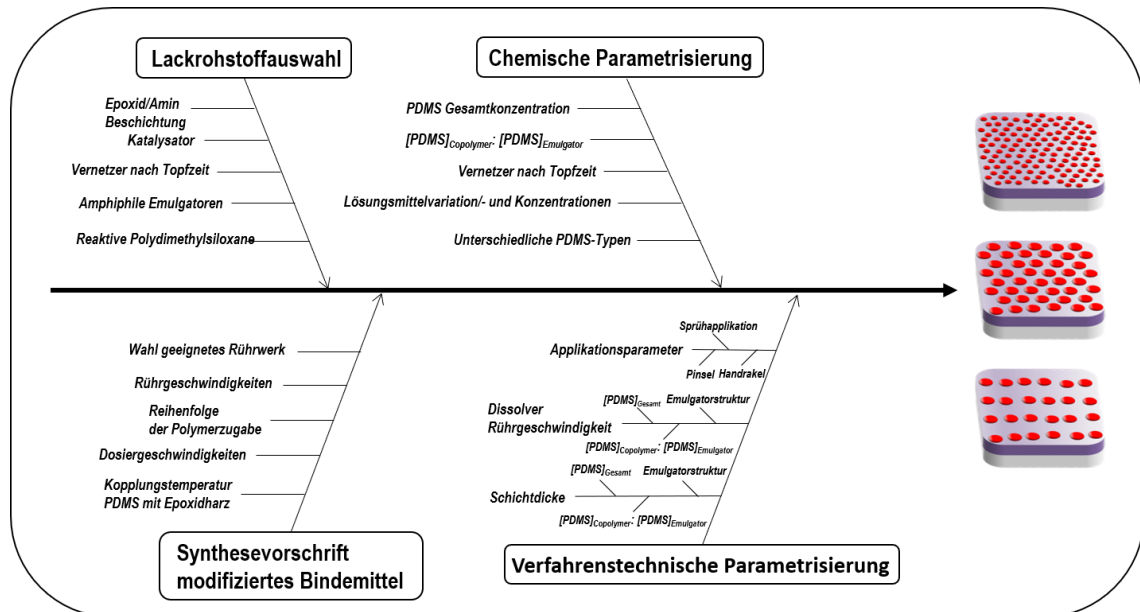 Lackrohstoffauswahl
Epoxid/Amin
Beschichtung
Katalysator
Vernetzer nach Topfzeit
Amphiphile Emulgatoren
Reaktive Polydimethylsiloxane
Chemische Parametrisierung
PDMS Gesamtkonzentration
[PDMS]Copolymer: [PDMS]Emulgator
Vernetzer nach Topfzeit
Lösungsmittelvariation/- und Konzentrationen
Unterschiedliche PDMS-Typen
Wahl geeignetes Rührwerk
Rührgeschwindigkeiten
Reihenfolge
der Polymerzugabe
Dosiergeschwindigkeiten
Kopplungstemperatur
PDMS mit Epoxidharz
Synthesevorschrift
modifiziertes Bindemittel
Sprühapplikation
Applikationsparameter
Pinsel Handrakel
[PDMS]Gesamt Emulgatorstruktur
Dissolver
Rührgeschwindigkeit
[PDMS]Copolymer: [PDMS]Emulgator
[PDMS]Gesamt Emulgatorstruktur
Schichtdicke
[PDMS]Copolymer: [PDMS]Emulgator
Verfahrenstechnische Parametrisierung